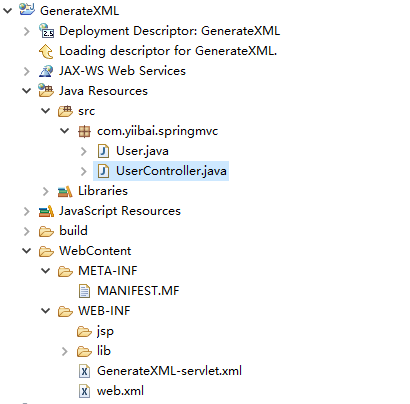 GenerateXML
Deployment Descriptor: GenerateXML
Loading descriptor for GenerateXML.
JAX-WS Web Services
Java Resources
src
com.yiibai.springmvc
User.java
UserController.java
Libraries
JavaScript Resources
build
WebContent
META-INF
MANIFEST.MF
WEB-INF
jsp
lib
GenerateXML-servlet.xml
web.xml